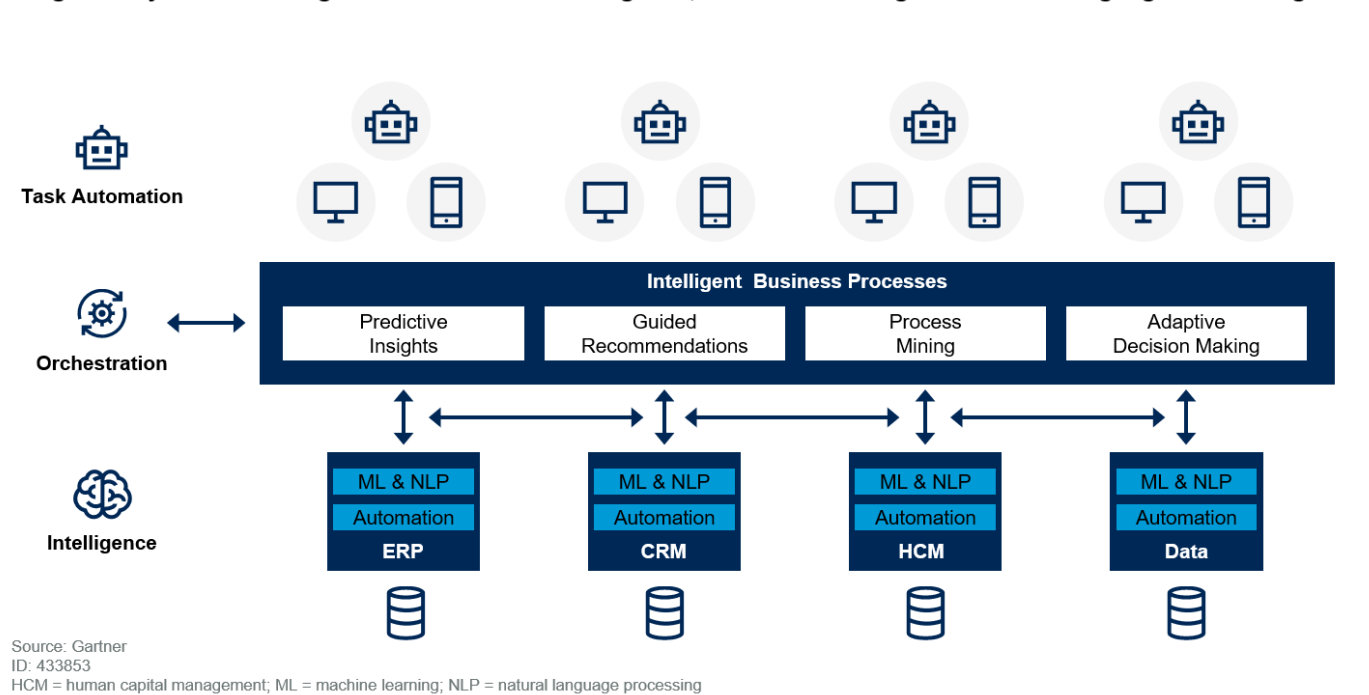 Task Automation
Intelligent Business Processes
Orchestration
Predictive
Insights
Guided
Recommendations
Process
Mining
Adaptive
Decision Making
Intelligence
ML & NLP
Automation
ERP
ML & NLP
Automation
CRM
ML & NLP
Automation
HCM
ML & NLP
Automation
Data
Source: Gartner
ID: 433853
HCM = human capital management; ML = machine learning; NLP = natural language processing